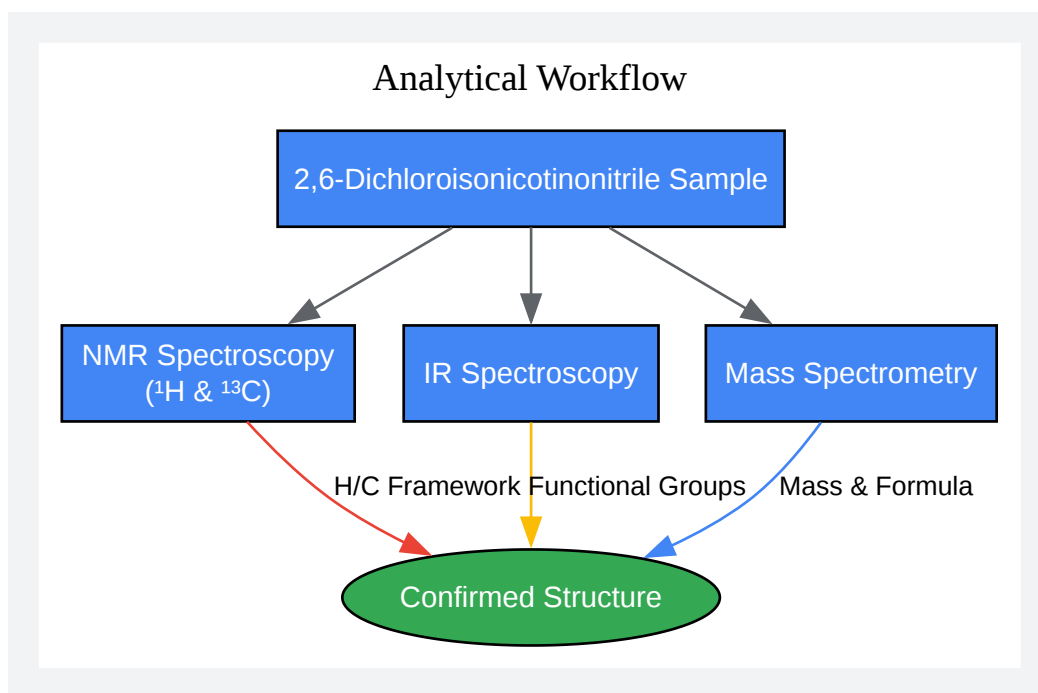 Analytical Workflow
2,6-Dichloroisonicotinonitrile Sample
NMR Spectroscopy
(¹H & ¹³C)
IR Spectroscopy
Mass Spectrometry
H/C Framework
Functional Groups
Mass & Formula
Confirmed Structure